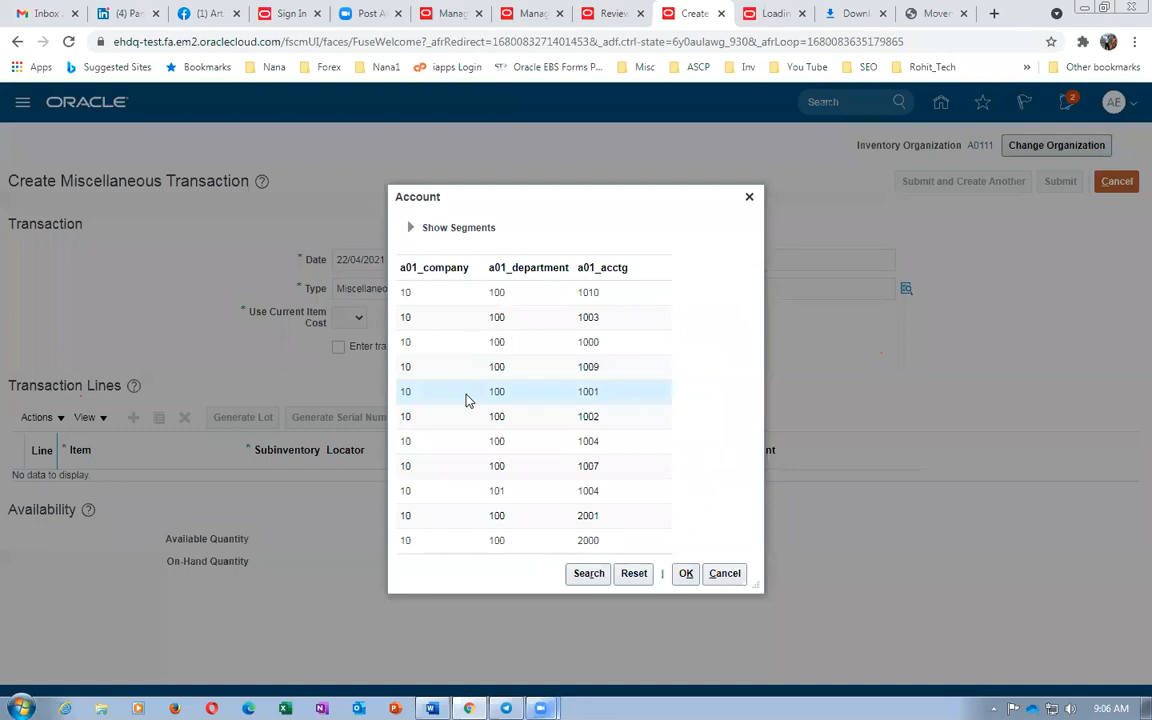 Inbox
(4) Par
(1) Art
Sign In
Post A
Manag
Manag
Review
Create
Loadin
Downl
Mover
ehdq-test.fa.em2.oraclecloud.com/fscmUI/faces/FuseWelcome?_afrRedirect=1680083271401453&_adf.ctrl-state=6y0aulawg_930&_afrLoop=1680083635179865
Apps
Suggested Sites
Bookmarks
Nana
Forex
Nana1
iapps Login
Oracle EBS Forms P...
Misc
ASCP
Inv
You Tube
SEO
Rohit_Tech
»
Other bookmarks
ORACLE
Search
2
AE
Inventory Organization A0111 Change Organization
Create Miscellaneous Transaction
Submit and Create Another Submit Cancel
Transaction
* Date 22/04/2021
* Type Miscellaneo
* Use Current Item
Cost
Enter tra
Transaction Lines
Actions View Generate Lot Generate Serial Num
Line * Item * Subinventory Locator nt
No data to display.
Availability
Available Quantity
On-Hand Quantity
Account
Show Segments
a01_company a01_department a01_acctg
10 100 1010
10 100 1003
10 100 1000
10 100 1009
10 100 1001
10 100 1002
10 100 1004
10 100 1007
10 101 1004
10 100 2001
10 100 2000
Search Reset | OK Cancel
9:06 AM